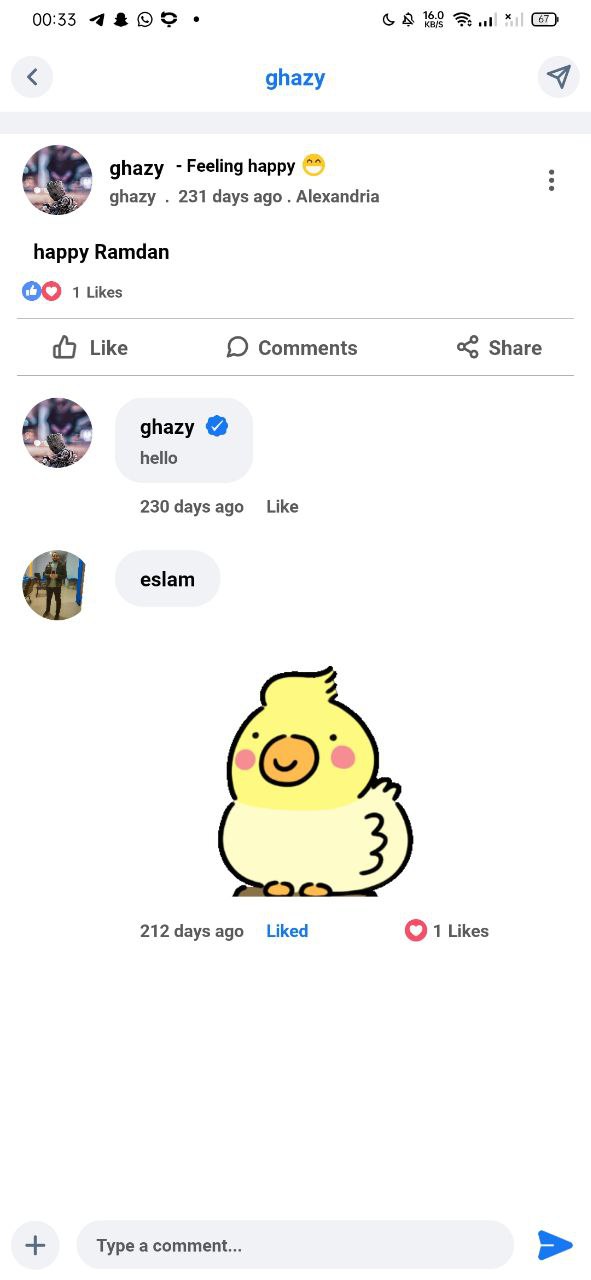 00:33
16.0
KB/S
67
ghazy
ghazy - Feeling happy 😁
ghazy . 231 days ago . Alexandria
happy Ramdan
1 Likes
Like Comments Share
ghazy
hello
230 days ago Like
eslam
212 days ago Liked 1 Likes
Type a comment...